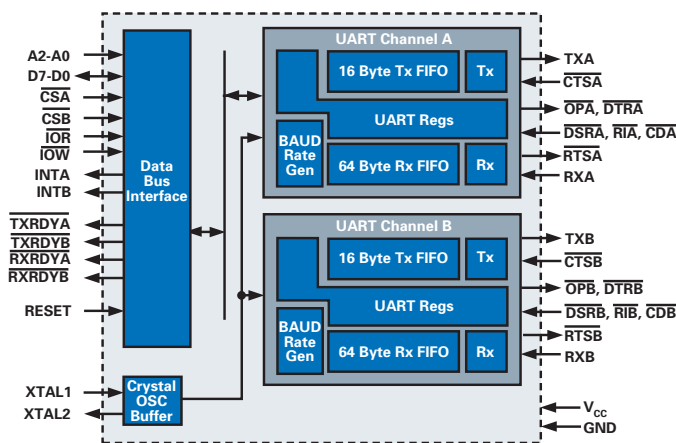 A2-A0
D7-D0
CSA
CSB
IOR
IOW
INTA
INTB
TXRDYA
TXRDYB
RXRDYA
RXRDYB
RESET
XTAL1
XTAL2
Data
Bus
Interface
Crystal
OSC
Buffer
UART Channel A
16 Byte Tx FIFO
Tx
UART Regs
BAUD
Rate
Gen
64 Byte Rx FIFO
Rx
UART Channel B
16 Byte Tx FIFO
Tx
UART Regs
BAUD
Rate
Gen
64 Byte Rx FIFO
Rx
TXA
CTSA
OPA, DTRA
DSRA, RIA, CDA
RTSA
RXA
TXB
CTSB
OPB, DTRB
DSRB, RIB, CDB
RTSB
RXB
VCC
GND